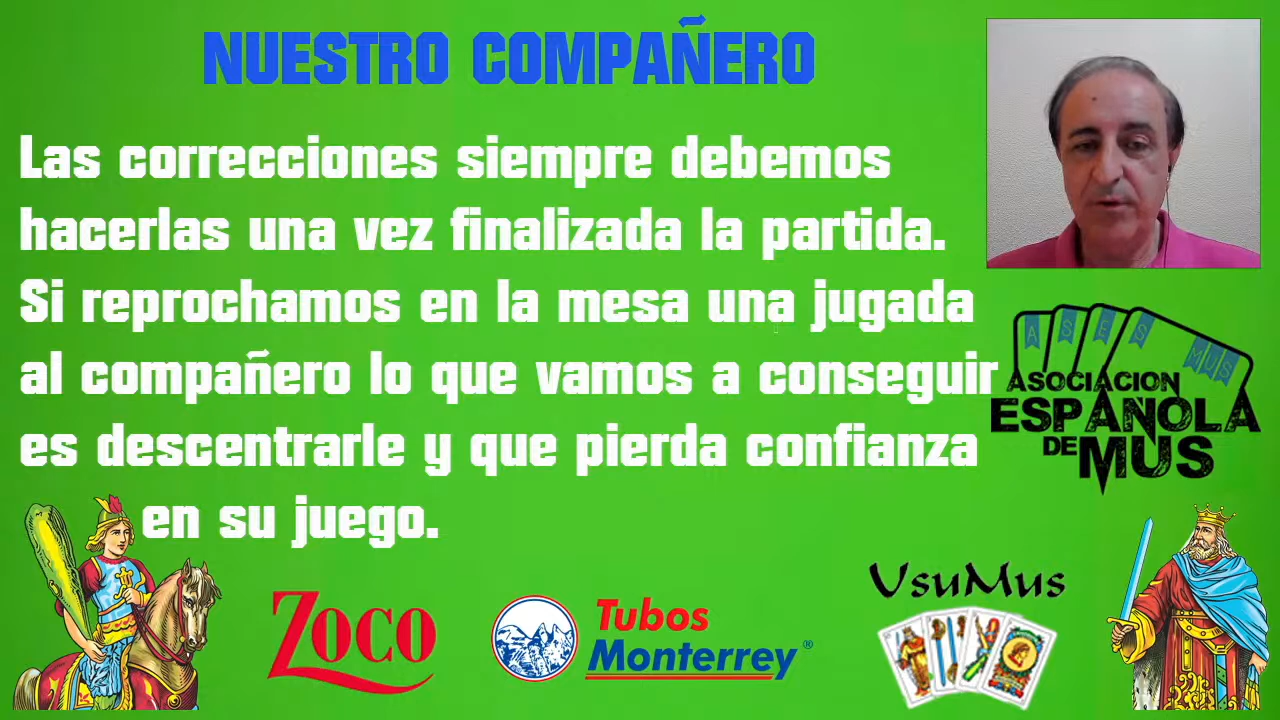 NUESTRO COMPAÑERO
Las correcciones siempre debemos
hacerlas una vez finalizada la partida.
Si reprochamos en la mesa una jugada
al compañero lo que vamos a conseguir
es descentrarle y que pierda confianza
en su juego.
A S E S MUS
ASOCIACION
ESPAÑOLA
DE MUS
ZOCO
Tubos
Monterrey®
UsuMus